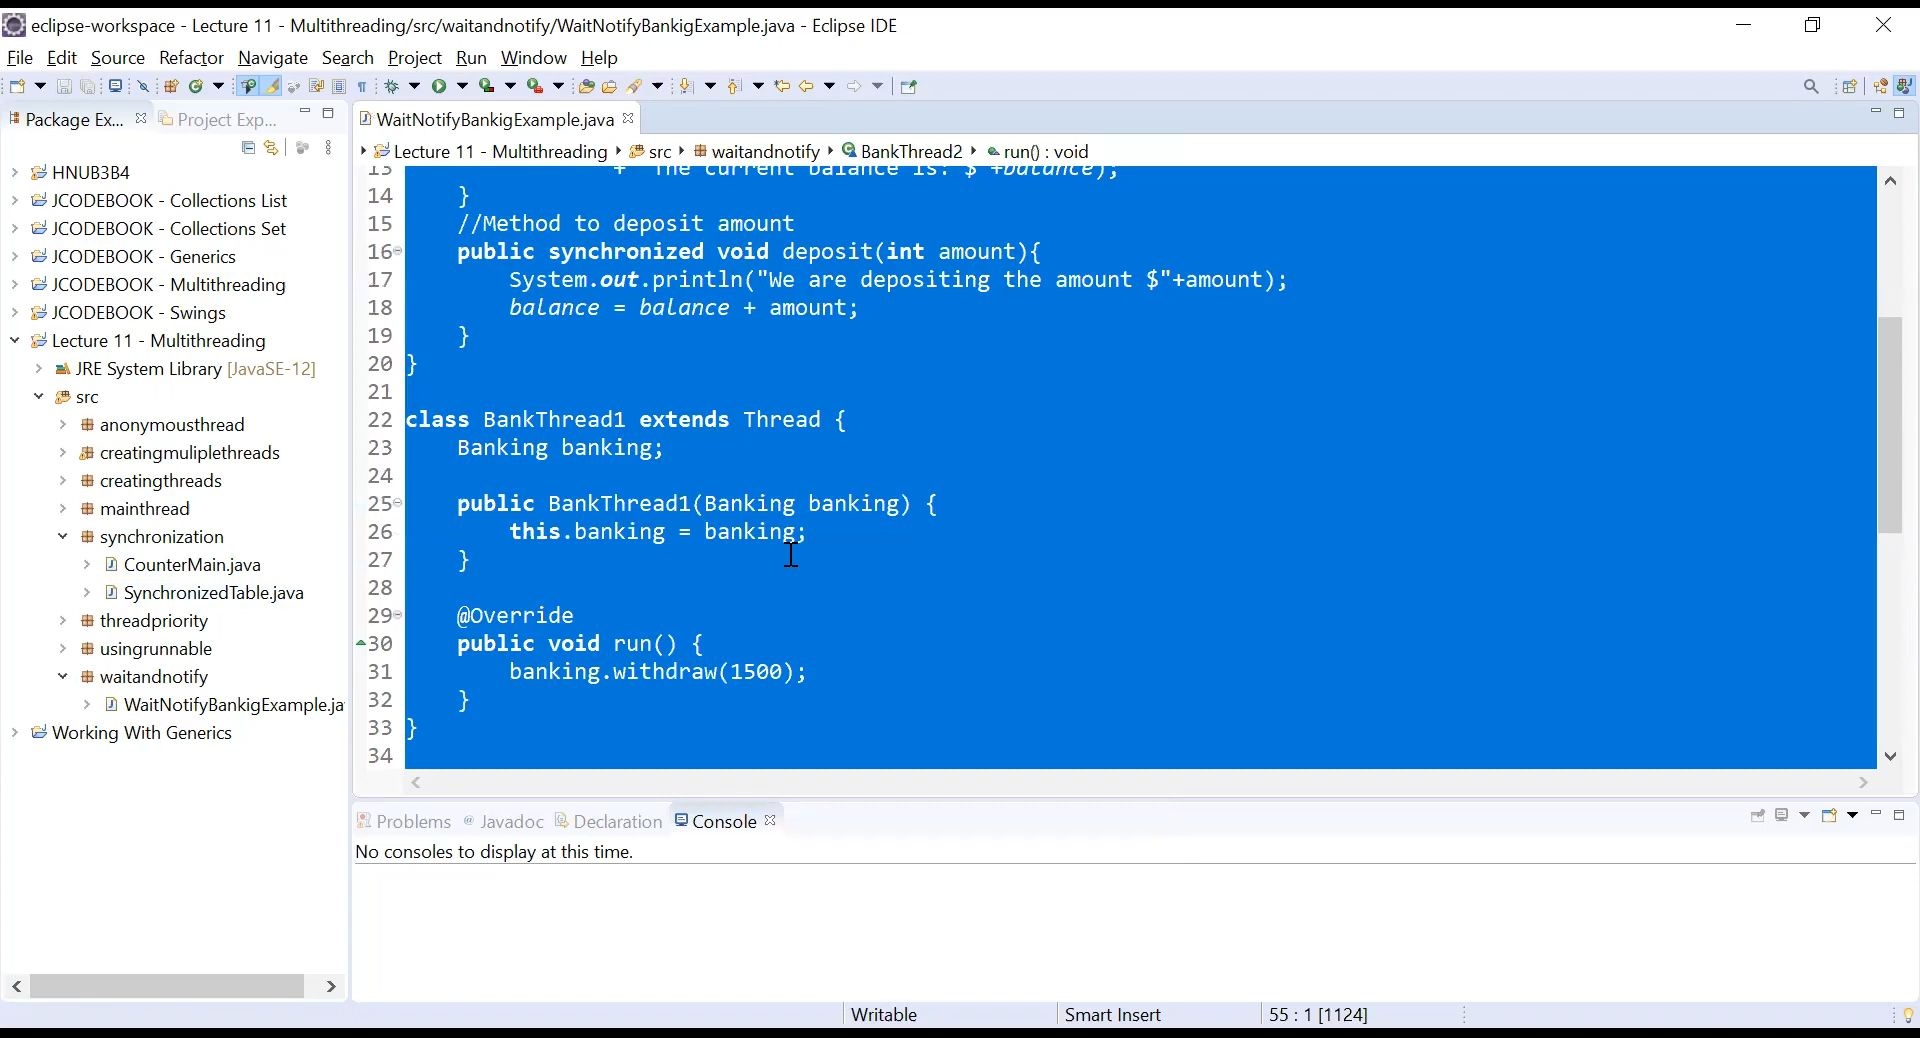 eclipse-workspace - Lecture 11 - Multithreading/src/waitandnotify/WaitNotifyBankigExample.java - Eclipse IDE
File Edit Source Refactor Navigate Search Project Run Window Help
Package Ex... Project Exp...
WaitNotifyBankigExample.java
Lecture 11 - Multithreading src waitandnotify BankThread2 run() : void
HNUB3B4
JCODEBOOK - Collections List
JCODEBOOK - Collections Set
JCODEBOOK - Generics
JCODEBOOK - Multithreading
JCODEBOOK - Swings
Lecture 11 - Multithreading
JRE System Library [JavaSE-12]
src
anonymousthread
creatingmuliplethreads
creatingthreads
mainthread
synchronization
CounterMain.java
SynchronizedTable.java
threadpriority
usingrunnable
waitandnotify
WaitNotifyBankigExample.ja
Working With Generics
13 + "The current balance is: $"+balance);
14 }
15 //Method to deposit amount
16 public synchronized void deposit(int amount){
17 System.out.println("We are depositing the amount $"+amount);
18 balance = balance + amount;
19 }
20 }
21
22 class BankThread1 extends Thread {
23 Banking banking;
24
25 public BankThread1(Banking banking) {
26 this.banking = banking;
27 }
28
29 @Override
30 public void run() {
31 banking.withdraw(1500);
32 }
33 }
34
Problems Javadoc Declaration Console
No consoles to display at this time.
Writable Smart Insert 55 : 1 [1124]